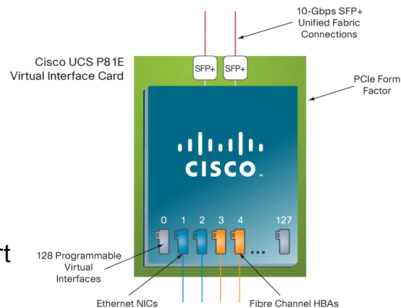 10-Gbps SFP+
Unified Fabric
Connections
Cisco UCS P81E
Virtual Interface Card
SFP+ SFP+
PCIe Form
Factor
CISCO
0 1 2 3 4 ... 127
rt
128 Programmable
Virtual
Interfaces
Ethernet NICs
Fibre Channel HBAs